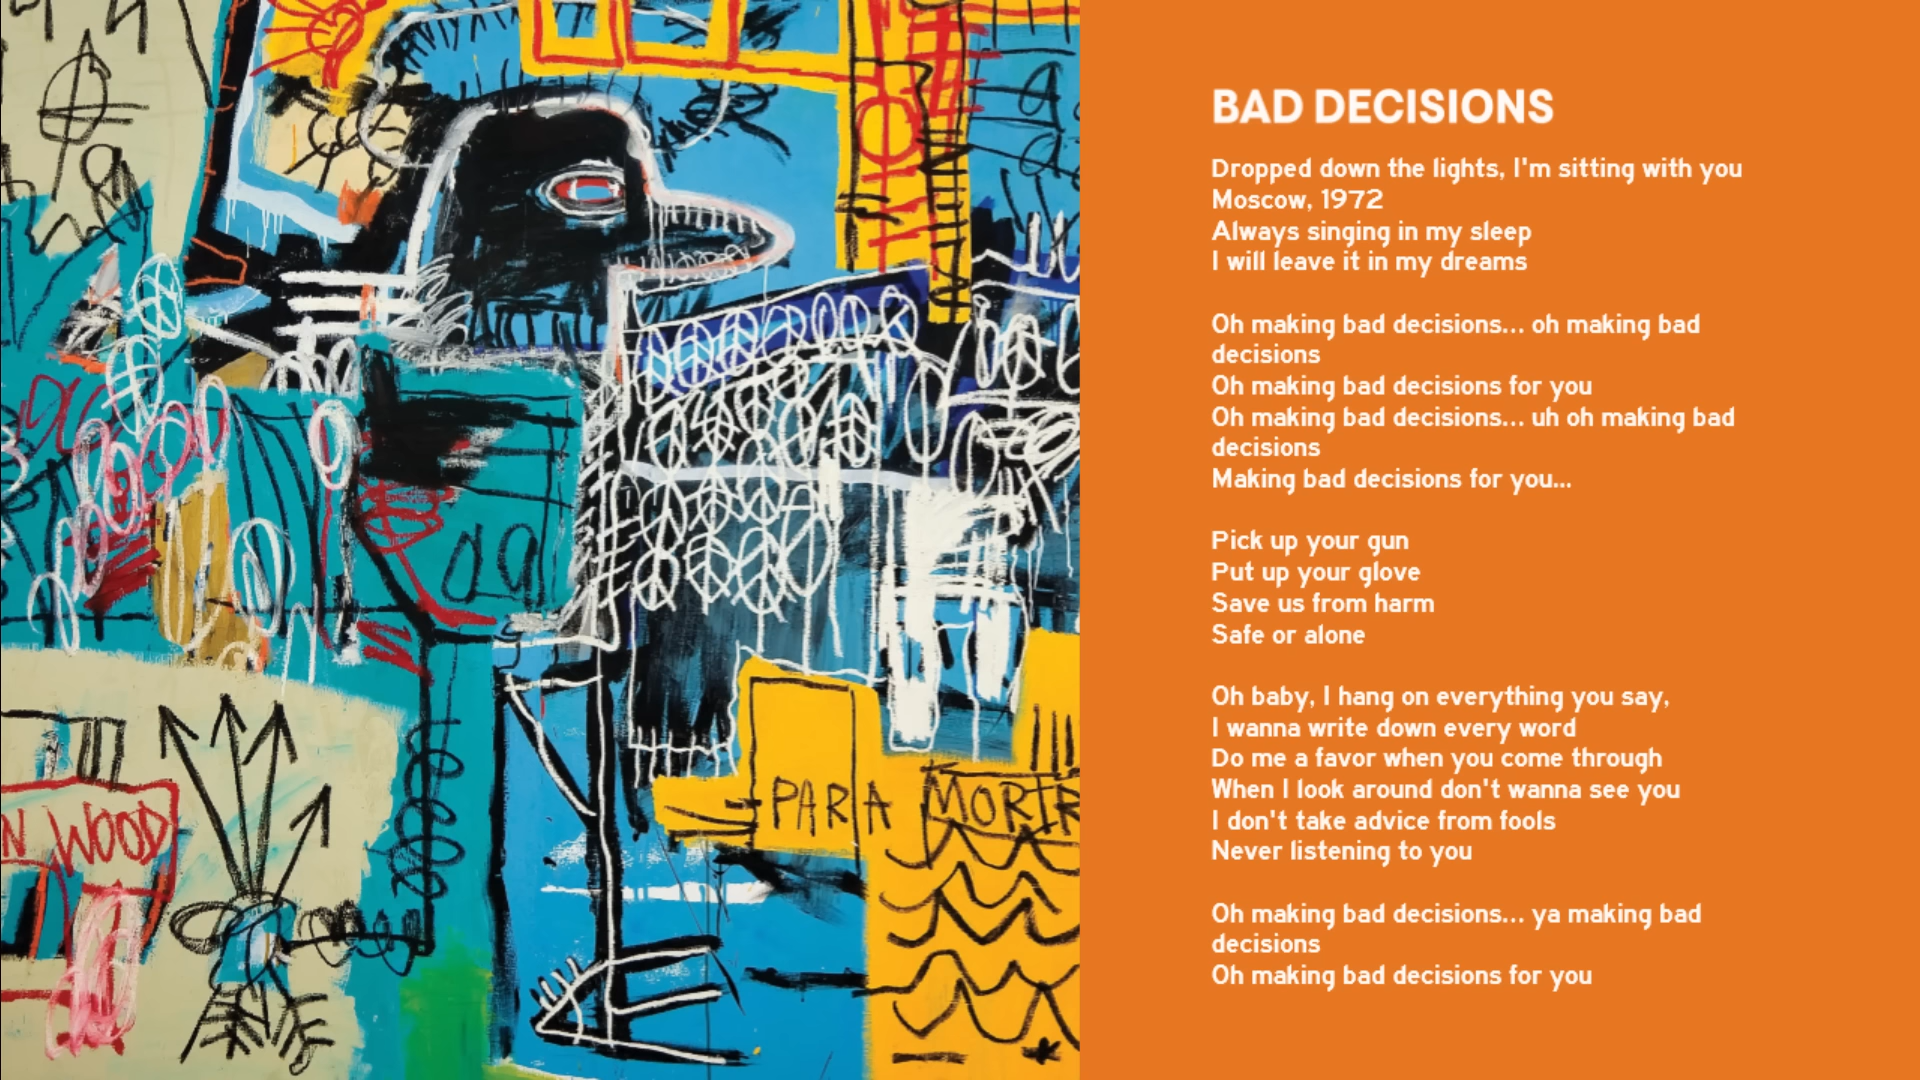 N WOOD
PARA MORIR
BAD DECISIONS
Dropped down the lights, I'm sitting with you
Moscow, 1972
Always singing in my sleep
I will leave it in my dreams
Oh making bad decisions... oh making bad
decisions
Oh making bad decisions for you
Oh making bad decisions... uh oh making bad
decisions
Making bad decisions for you...
Pick up your gun
Put up your glove
Save us from harm
Safe or alone
Oh baby, I hang on everything you say,
I wanna write down every word
Do me a favor when you come through
When I look around don't wanna see you
I don't take advice from fools
Never listening to you
Oh making bad decisions... ya making bad
decisions
Oh making bad decisions for you